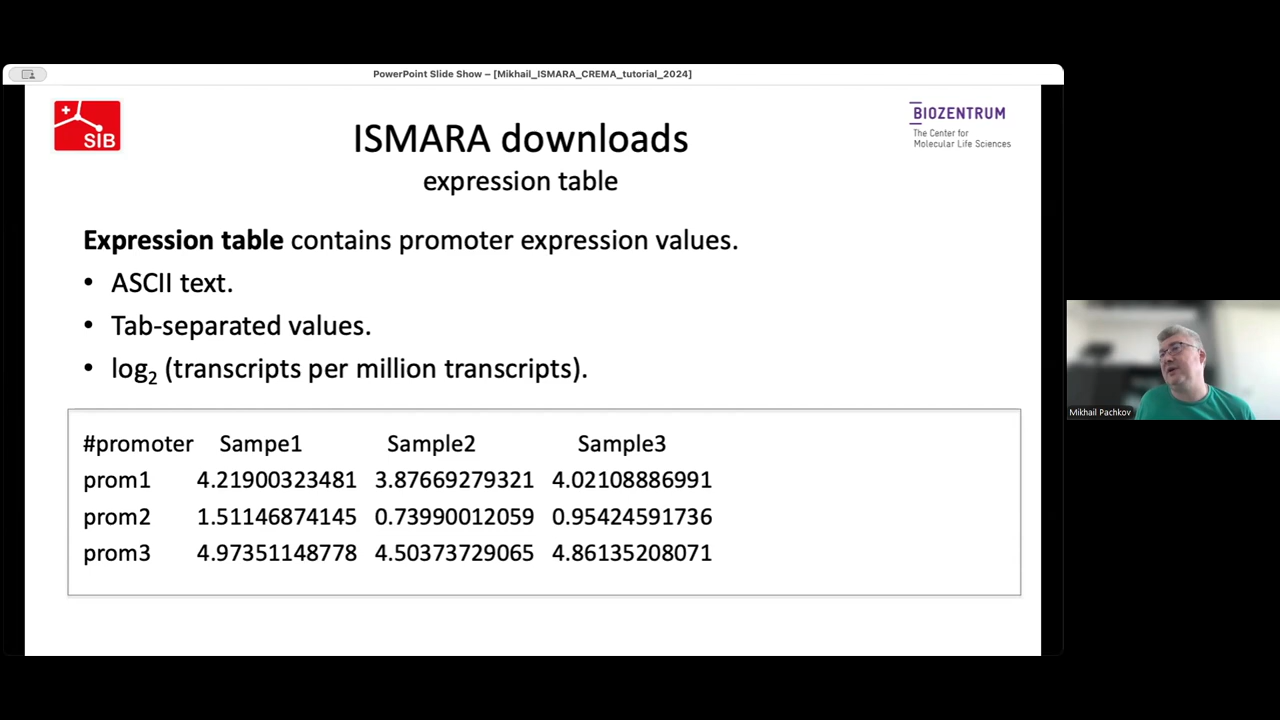 PowerPoint Slide Show – [Mikhail_ISMARA_CREMA_tutorial_2024]
SIB
BIOZENTRUM
The Center for
Molecular Life Sciences
ISMARA downloads
expression table
Expression table contains promoter expression values.
• ASCII text.
• Tab-separated values.
• log2 (transcripts per million transcripts).
#promoter Sampe1 Sample2 Sample3
prom1 4.21900323481 3.87669279321 4.02108886991
prom2 1.51146874145 0.73990012059 0.95424591736
prom3 4.97351148778 4.50373729065 4.86135208071
Mikhail Pachkov